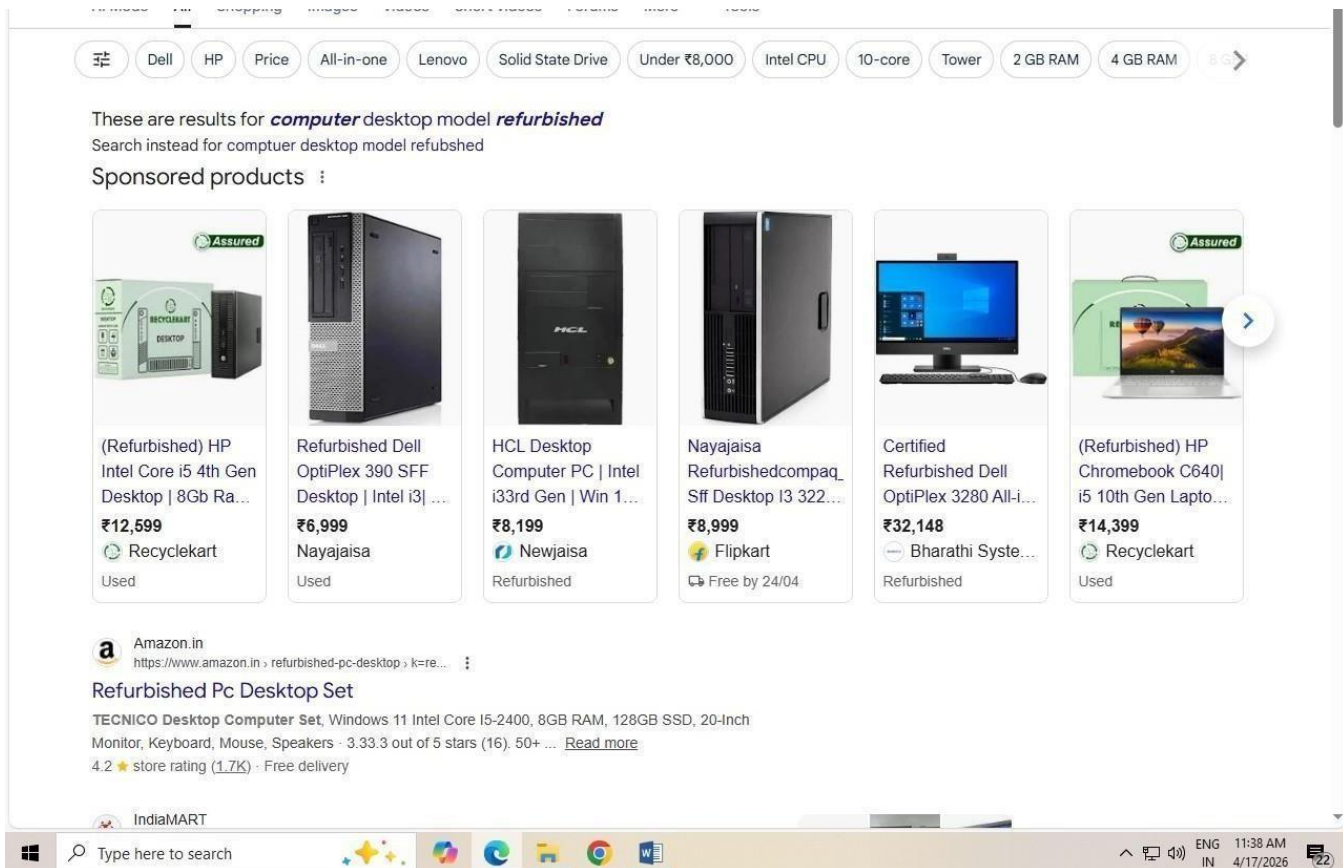 Dell HP Price All-in-one Lenovo Solid State Drive Under ₹8,000 Intel CPU 10-core Tower 2 GB RAM 4 GB RAM
These are results for computer desktop model refurbished
Search instead for comptuer desktop model refubshed
Sponsored products
Assured
RECYCLEKART
DESKTOP
(Refurbished) HP
Intel Core i5 4th Gen
Desktop | 8Gb Ra...
₹12,599
Recyclekart
Used
DELL
Refurbished Dell
OptiPlex 390 SFF
Desktop | Intel i3| ...
₹6,999
Nayajaisa
Used
HCL
HCL Desktop
Computer PC | Intel
i33rd Gen | Win 1...
₹8,199
Newjaisa
Refurbished
Nayajaisa
Refurbishedcompaq_
Sff Desktop I3 322...
₹8,999
Flipkart
Free by 24/04
Certified
Refurbished Dell
OptiPlex 3280 All-i...
₹32,148
Bharathi Syste...
Refurbished
Assured
(Refurbished) HP
Chromebook C640|
i5 10th Gen Lapto...
₹14,399
Recyclekart
Used
Amazon.in
https://www.amazon.in › refurbished-pc-desktop › k=re...
Refurbished Pc Desktop Set
TECNICO Desktop Computer Set, Windows 11 Intel Core I5-2400, 8GB RAM, 128GB SSD, 20-Inch
Monitor, Keyboard, Mouse, Speakers · 3.33.3 out of 5 stars (16). 50+ ... Read more
4.2 ★ store rating (1.7K) · Free delivery
IndiaMART
Type here to search
ENG
IN
11:38 AM
4/17/2026
22